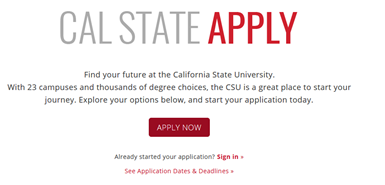 CAL STATE APPLY
Find your future at the California State University.
With 23 campuses and thousands of degree choices, the CSU is a great place to start your
journey. Explore your options below, and start your application today.
APPLY NOW
Already started your application? Sign in »
See Application Dates & Deadlines »